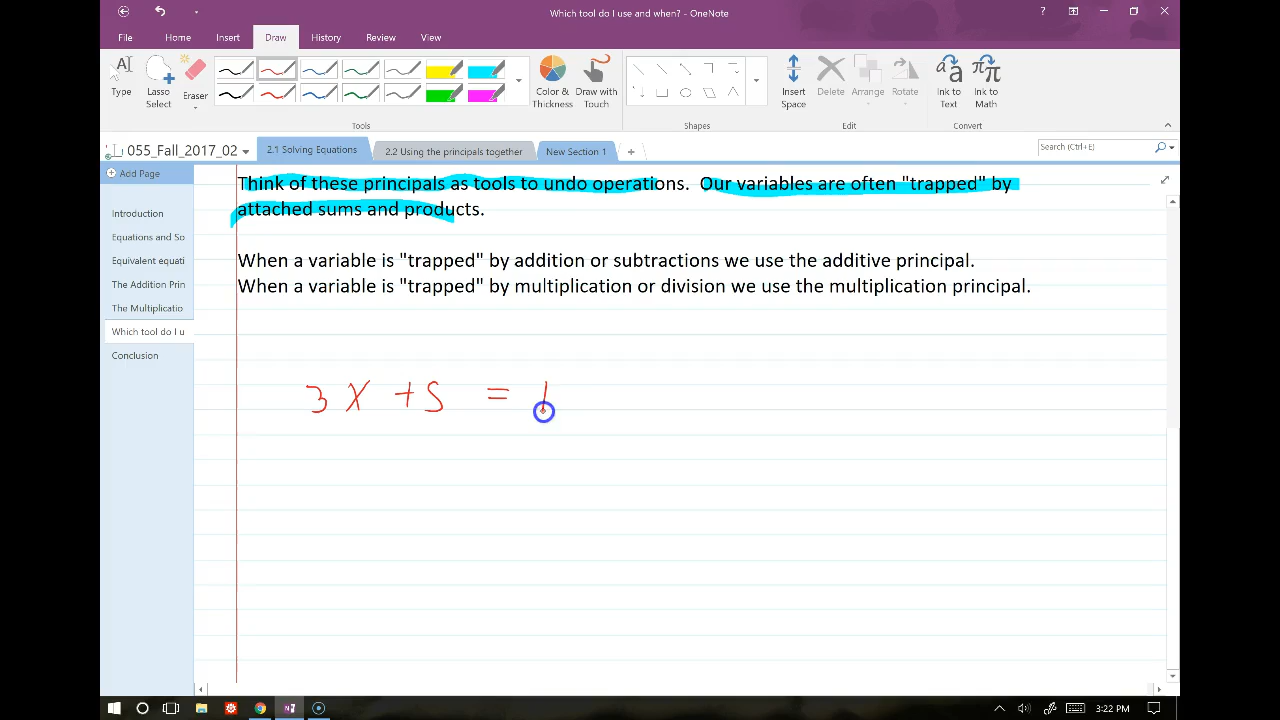 Which tool do I use and when? - OneNote
?
File Home Insert Draw History Review View
Type
Lasso Select
Eraser
Color & Thickness
Draw with Touch
Insert Space
Delete
Arrange
Rotate
Ink to Text
Ink to Math
Tools Shapes Edit Convert
055_Fall_2017_02
2.1 Solving Equations
2.2 Using the principals together
New Section 1
Search (Ctrl+E)
Add Page
Introduction
Equations and So
Equivalent equati
The Addition Prin
The Multiplicatio
Which tool do I u
Conclusion
Think of these principals as tools to undo operations. Our variables are often "trapped" by
attached sums and products.
When a variable is "trapped" by addition or subtractions we use the additive principal.
When a variable is "trapped" by multiplication or division we use the multiplication principal.
3x + 5 = 1
3:22 PM